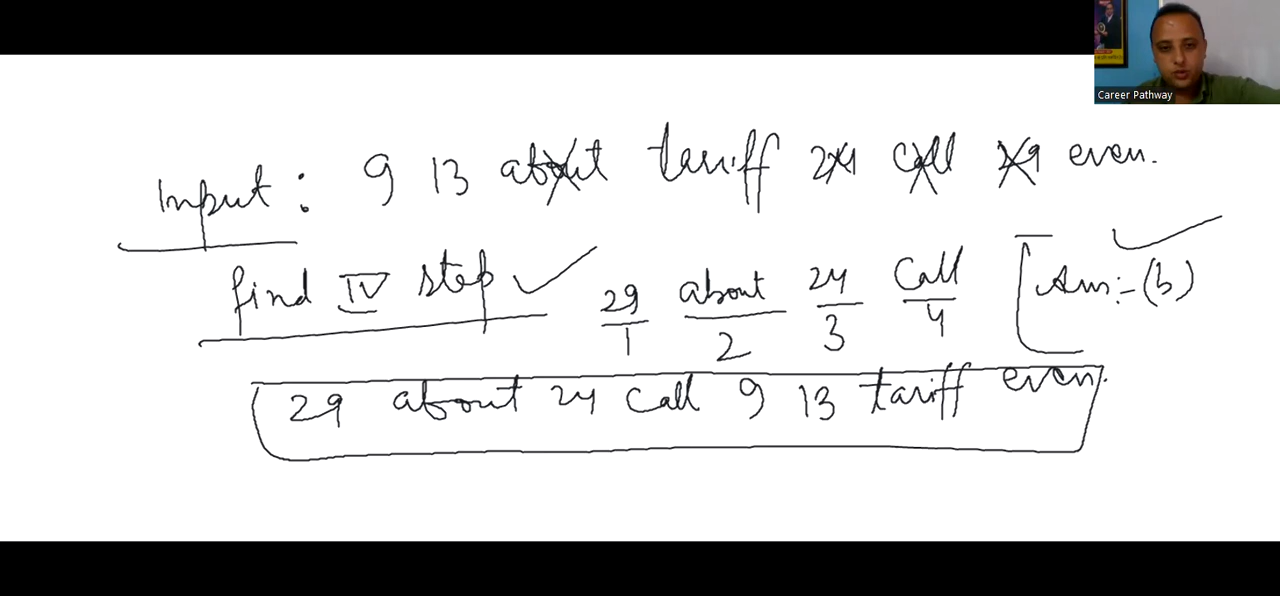 Career Pathway
Input: 9 13 about tariff 24 call 29 even.
find IV step 29 about 24 call Ans:-(b)
1 2 3 4
29 about 24 call 9 13 tariff even.